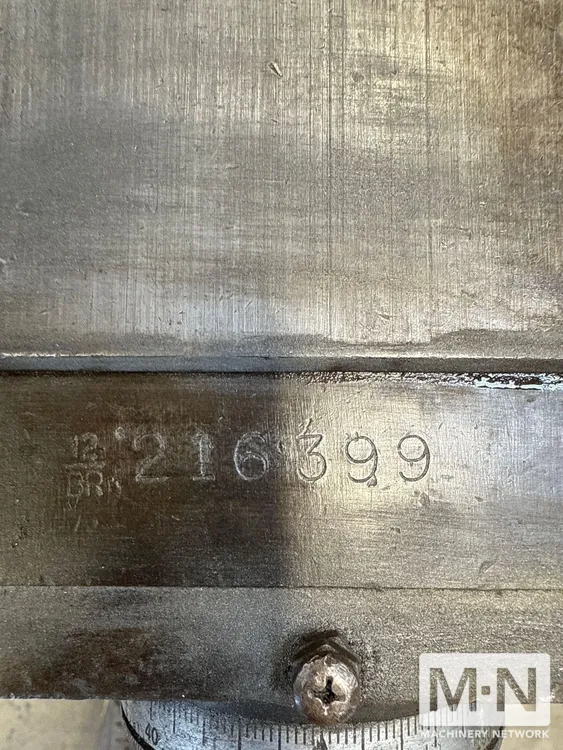 12 216399
BR
40
M·N
MACHINERY NETWORK